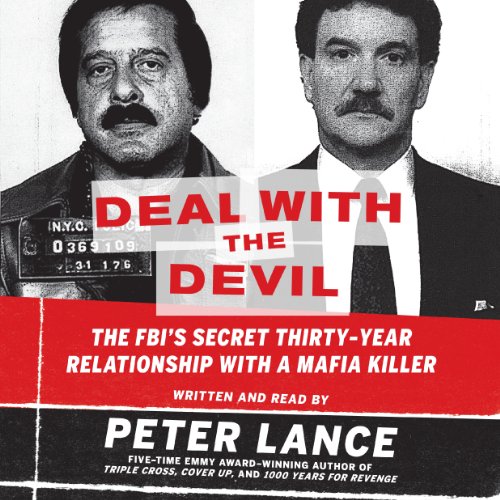 N.Y.C. POLICE
0369109
7 31 176
DEAL WITH
THE
DEVIL
THE FBI'S SECRET THIRTY-YEAR
RELATIONSHIP WITH A MAFIA KILLER
WRITTEN AND READ BY
PETER LANCE
FIVE-TIME EMMY AWARD-WINNING AUTHOR OF
TRIPLE CROSS, COVER UP, AND 1000 YEARS FOR REVENGE